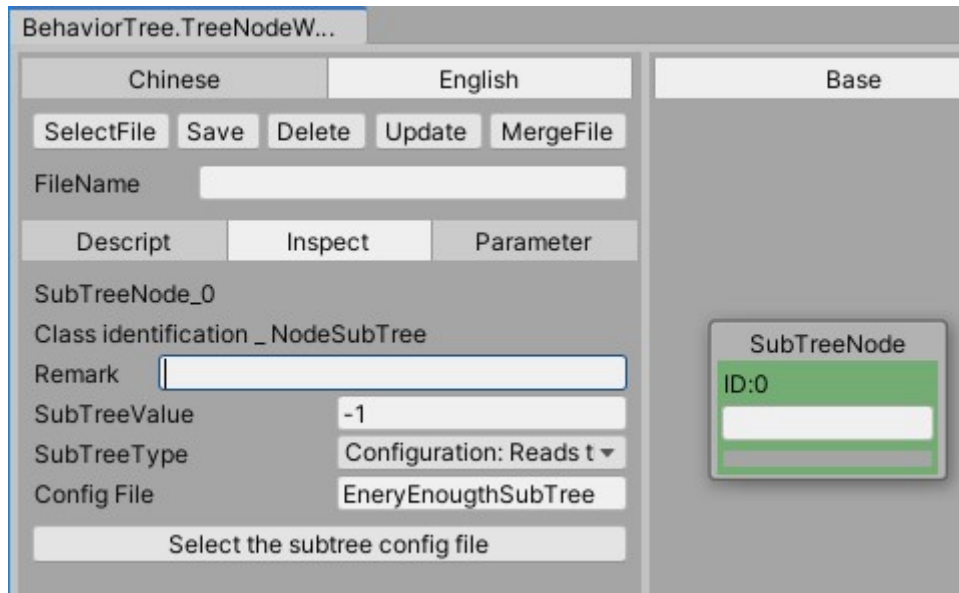 BehaviorTree.TreeNodeW...
Chinese English
SelectFile Save Delete Update MergeFile
FileName
Descript Inspect Parameter
SubTreeNode_0
Class identification _ NodeSubTree
Remark
SubTreeValue -1
SubTreeType Configuration: Reads t
Config File EneryEnougthSubTree
Select the subtree config file
Base
SubTreeNode
ID:0